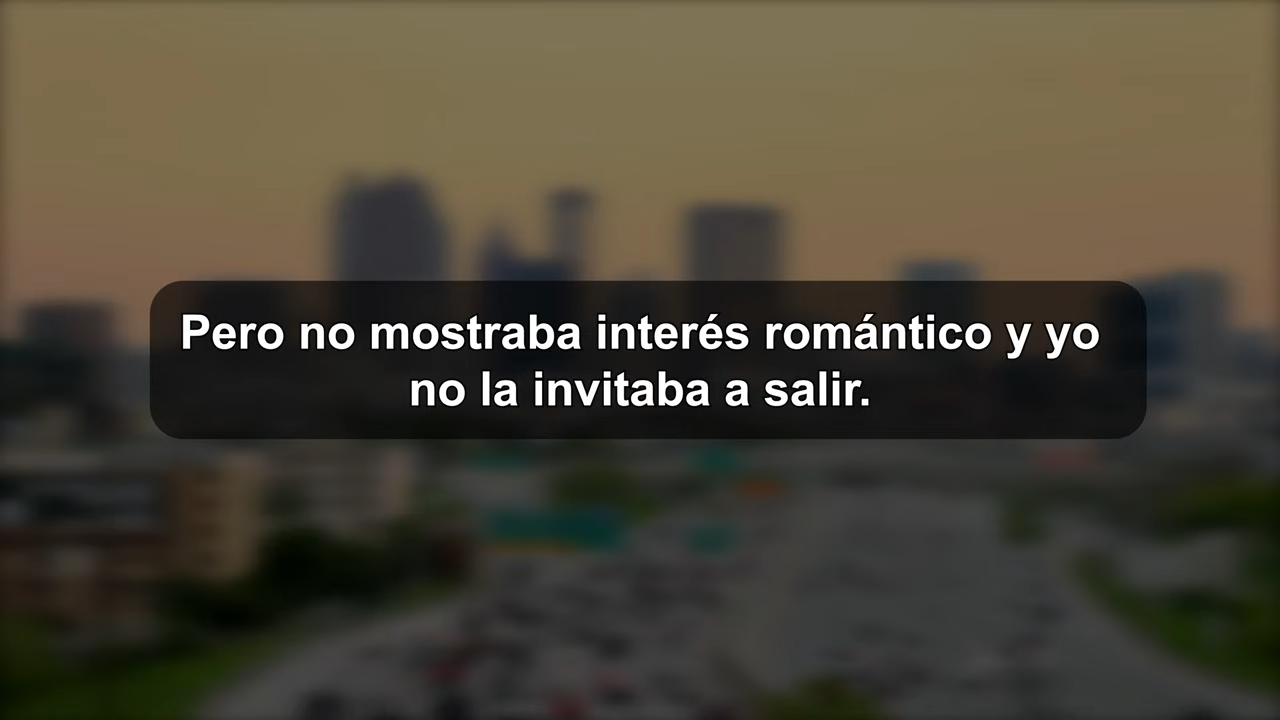 Pero no mostraba interés romántico y yo
no la invitaba a salir.